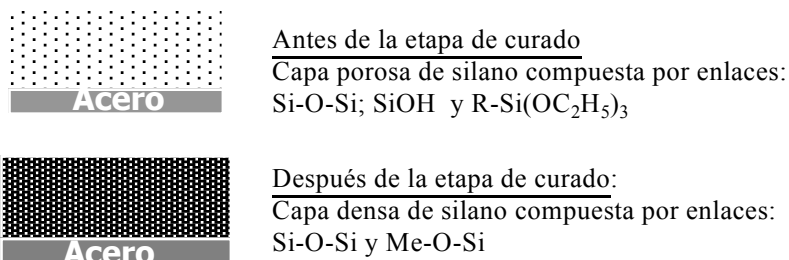 Antes de la etapa de curado
Capa porosa de silano compuesta por enlaces:
Si-O-Si; SiOH y R-Si(OC₂H₅)₃
Acero
Después de la etapa de curado:
Capa densa de silano compuesta por enlaces:
Si-O-Si y Me-O-Si
Acero